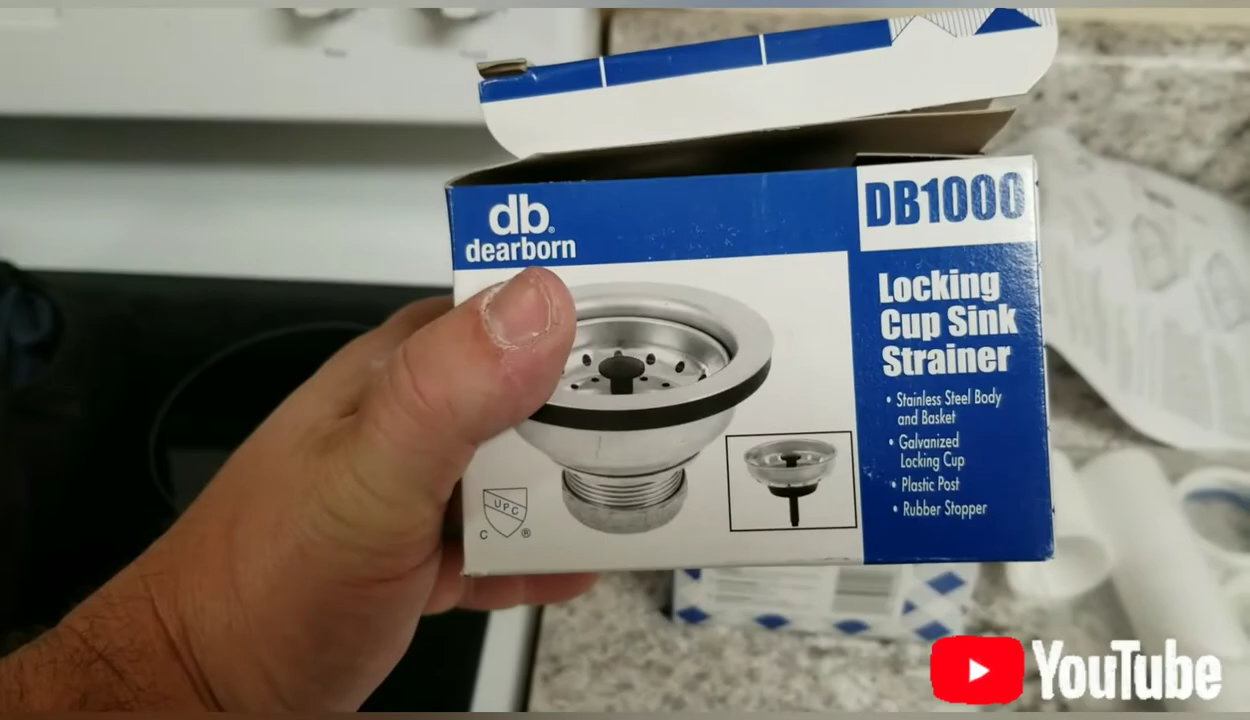 db®
dearborn
DB1000
Locking
Cup Sink
Strainer
• Stainless Steel Body
and Basket
• Galvanized
Locking Cup
• Plastic Post
• Rubber Stopper
UPC
C ®
YouTube